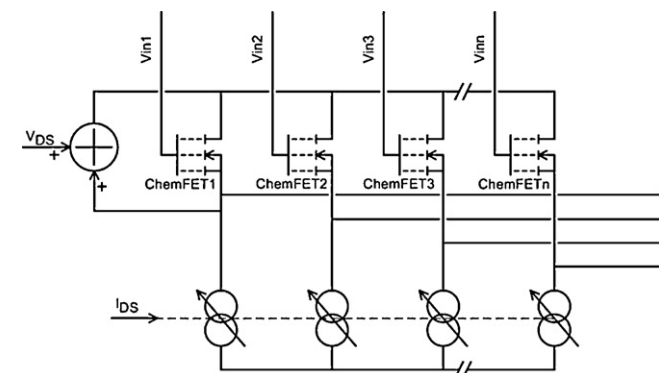 Vin1
Vin2
Vin3
Vinn
VDS
+
+
ChemFET1
ChemFET2
ChemFET3
ChemFETn
IDS